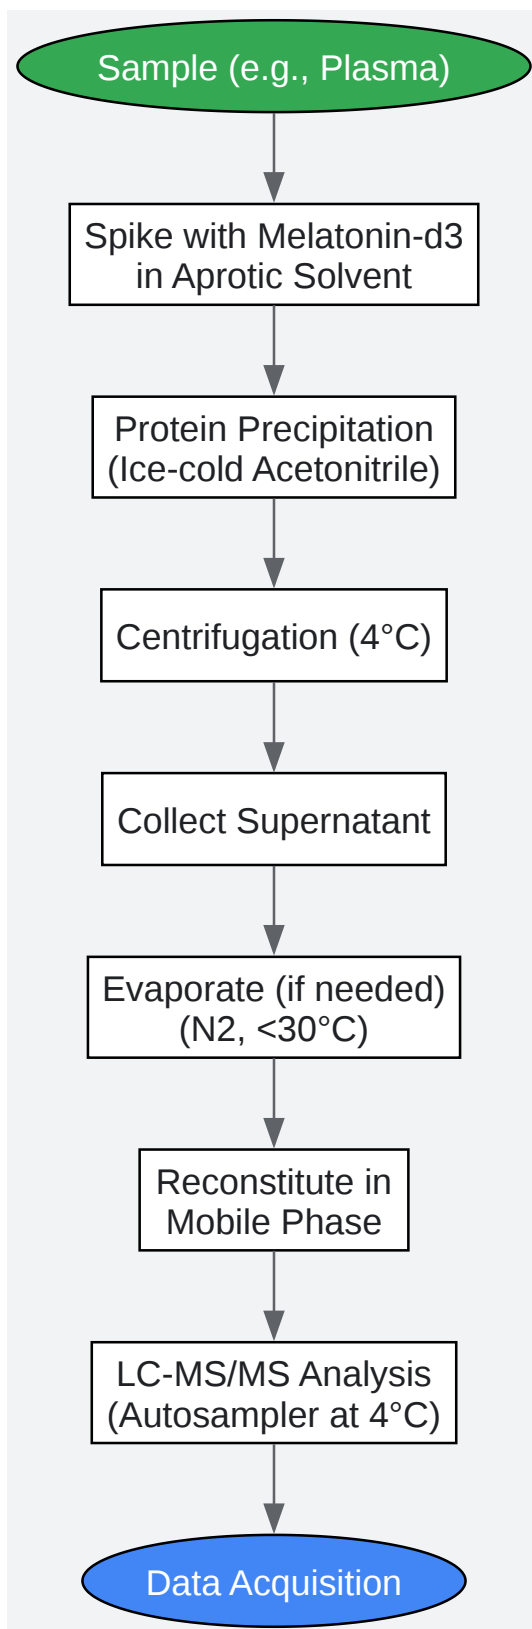 Sample (e.g., Plasma)
Spike with Melatonin-d3
in Aprotic Solvent
Protein Precipitation
(Ice-cold Acetonitrile)
Centrifugation (4°C)
Collect Supernatant
Evaporate (if needed)
(N2, <30°C)
Reconstitute in
Mobile Phase
LC-MS/MS Analysis
(Autosampler at 4°C)
Data Acquisition